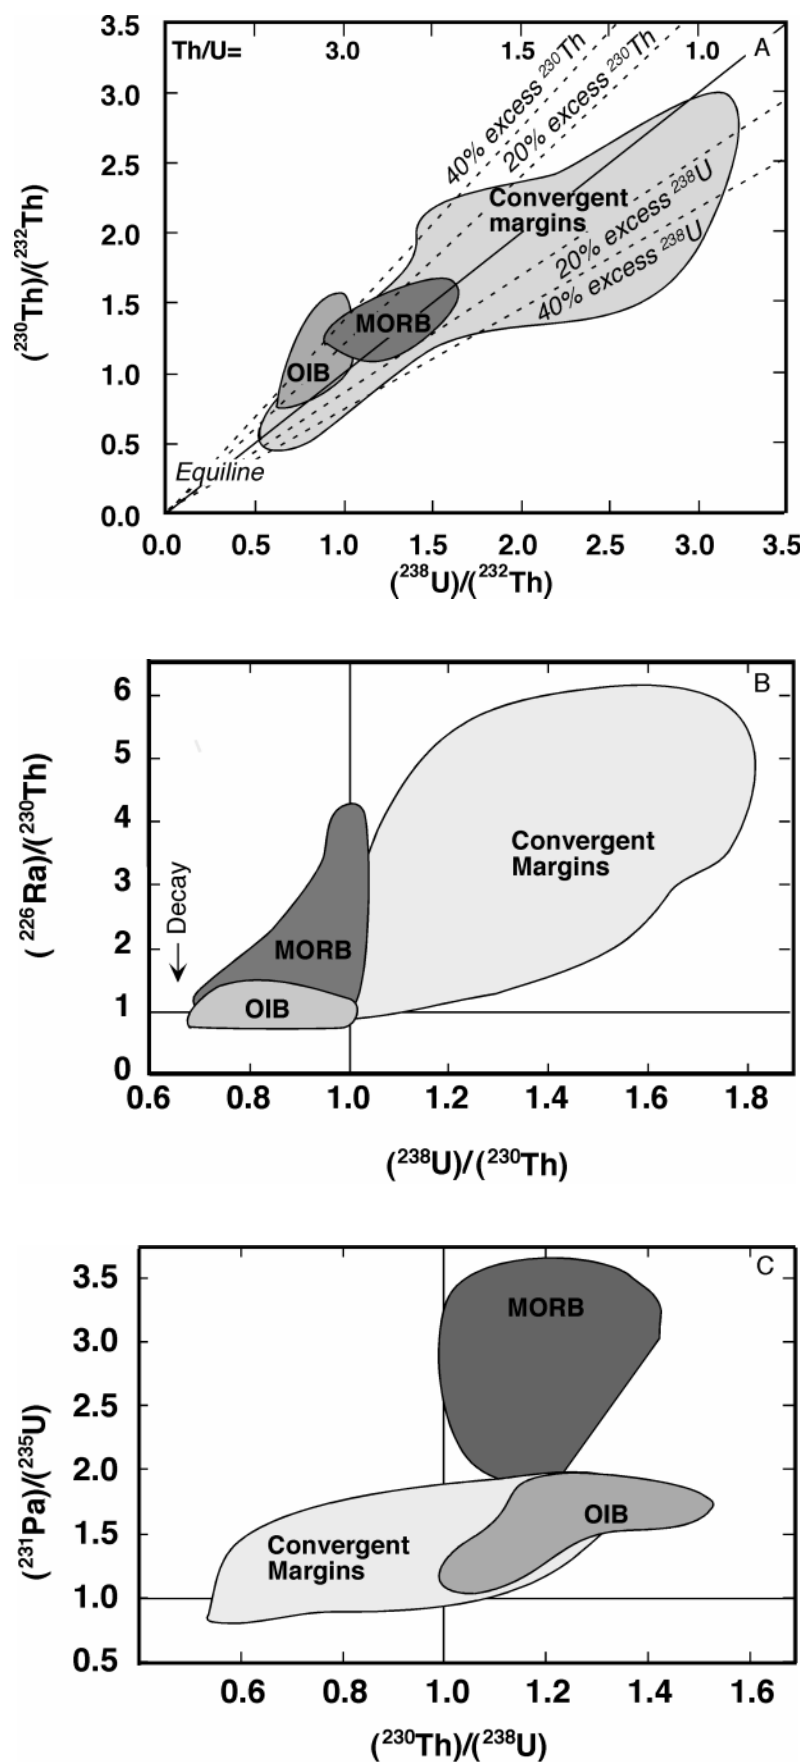 3.5
Th/U=
3.0
1.5
1.0
A
40% excess ²³⁰Th
20% excess ²³⁰Th
3.0
2.5
Convergent
margins
20% excess ²³⁸U
2.0
40% excess ²³⁸U
1.5
MORB
OIB
1.0
0.5
Equiline
0.0
(²³⁰Th)/(²³²Th)
0.0 0.5 1.0 1.5 2.0 2.5 3.0 3.5
(²³⁸U)/(²³²Th)
B
6
5
4
3
2
1
0
(²²⁶Ra)/(²³⁰Th)
Convergent
Margins
Decay
MORB
OIB
0.6 0.8 1.0 1.2 1.4 1.6 1.8
(²³⁸U)/(²³⁰Th)
C
3.5
3.0
2.5
2.0
1.5
1.0
0.5
(²³¹Pa)/(²³⁵U)
MORB
OIB
Convergent
Margins
0.6 0.8 1.0 1.2 1.4 1.6
(²³⁰Th)/(²³⁸U)